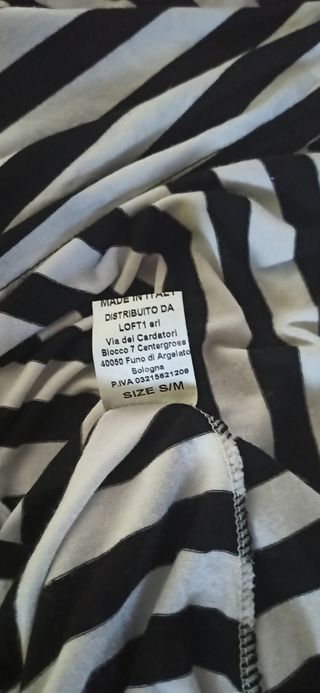 MADE IN ITALY
DISTRIBUITO DA
LOFT1 srl
Via dei Cardatori
Blocco 7 Centergross
40050 Funo di Argelato
Bologna
P.IVA 03215621206
SIZE S/M